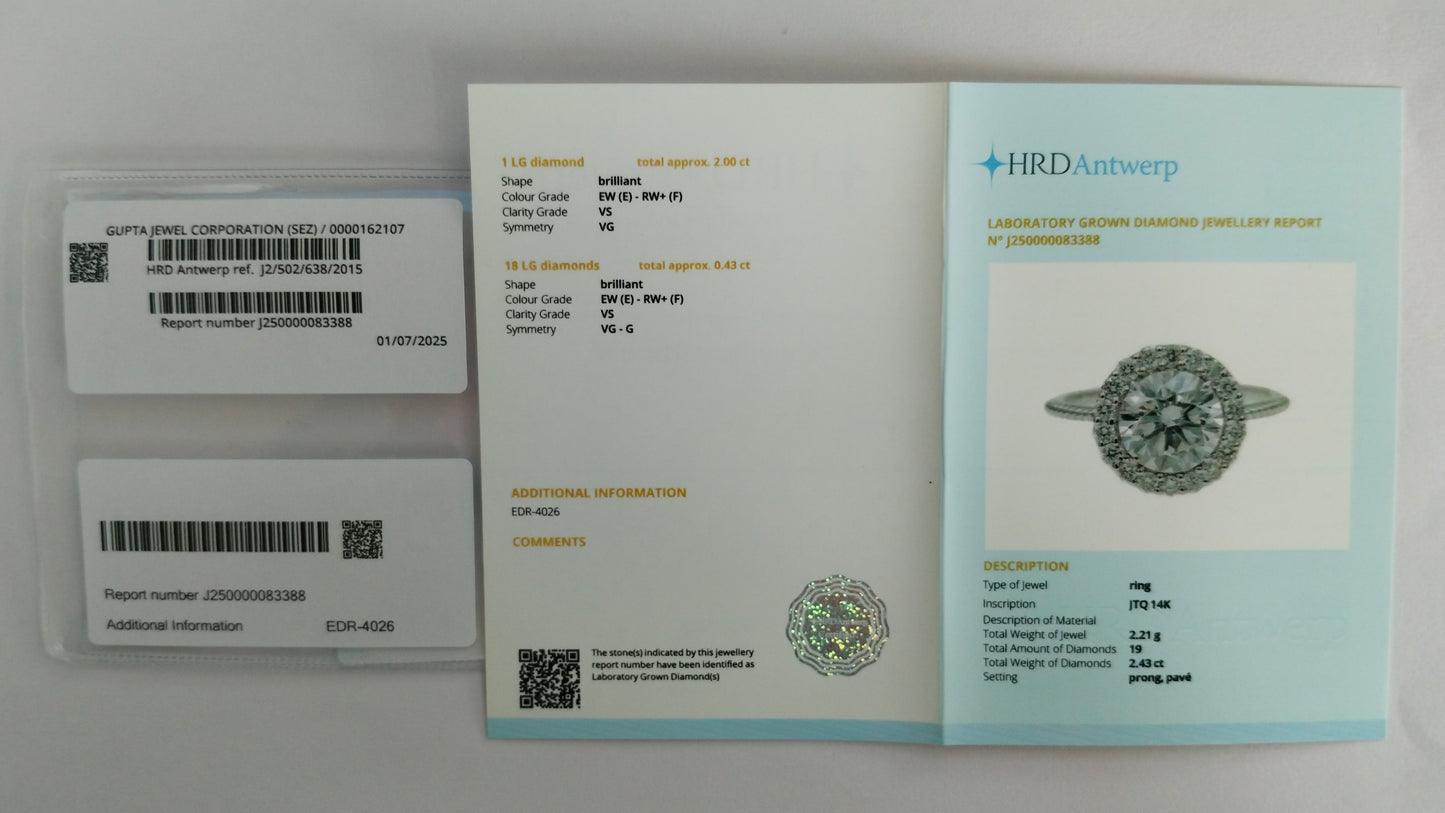 GUPTA JEWEL CORPORATION (SEZ) / 0000162107
HRD Antwerp ref. J2/502/638/2015
Report number J250000083388
01/07/2025
Report number J250000083388
Additional Information EDR-4026
1 LG diamond total approx. 2.00 ct
Shape brilliant
Colour Grade EW (E) - RW+ (F)
Clarity Grade VS
Symmetry VG
18 LG diamonds total approx. 0.43 ct
Shape brilliant
Colour Grade EW (E) - RW+ (F)
Clarity Grade VS
Symmetry VG - G
ADDITIONAL INFORMATION
EDR-4026
COMMENTS
The stone(s) indicated by this jewellery
report number have been identified as
Laboratory Grown Diamond(s)
HRD Antwerp
HRD Antwerp
LABORATORY GROWN DIAMOND JEWELLERY REPORT
N° J250000083388
DESCRIPTION
Type of Jewel ring
Inscription JTQ 14K
Description of Material
Total Weight of Jewel 2.21 g
Total Amount of Diamonds 19
Total Weight of Diamonds 2.43 ct
Setting prong, pavé